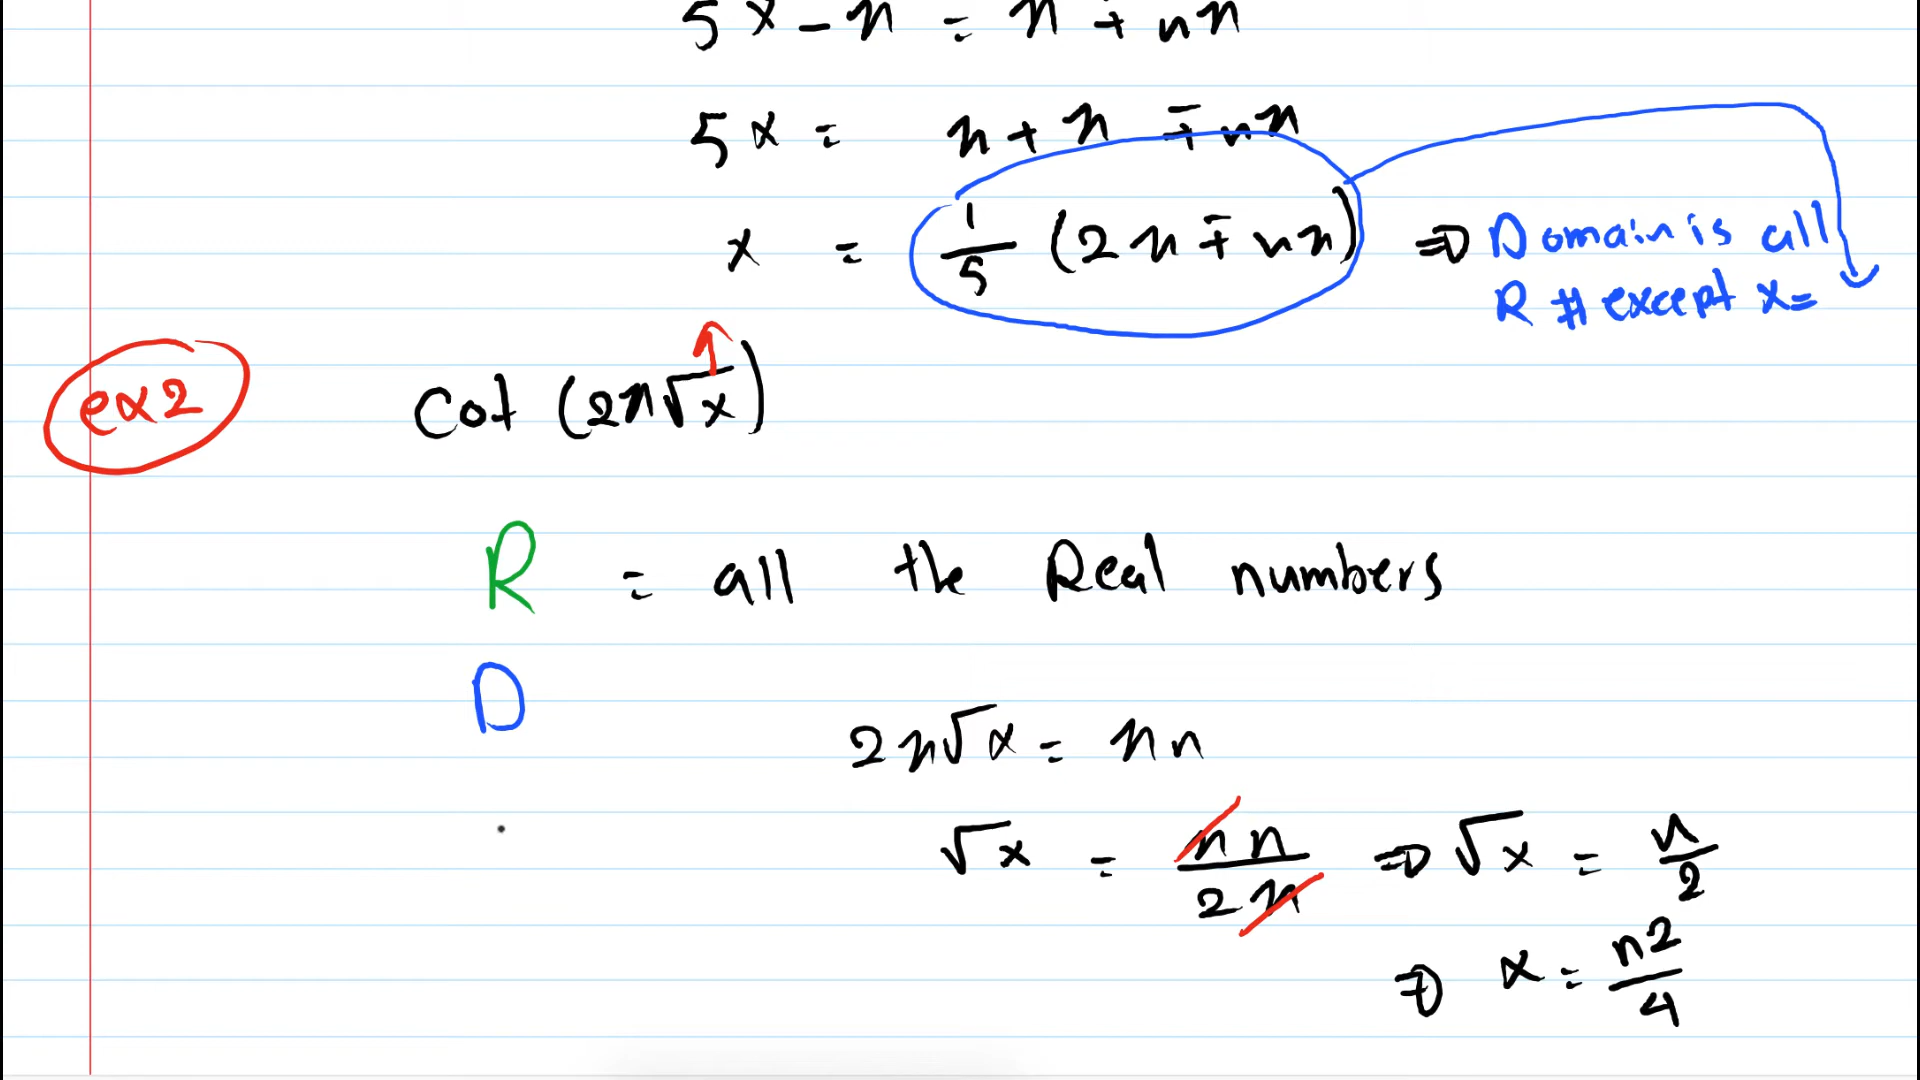 5x - π = π ∓ nπ
5x = π + π ∓ nπ
x = 1/5 (2π ∓ nπ) ⇒ Domain is all
R # except x =
ex2 Cot (2π√x)
R = all the Real numbers
D
2π√x = πn
√x = πn/2π ⇒ √x = n/2
⇒ x = n2/4